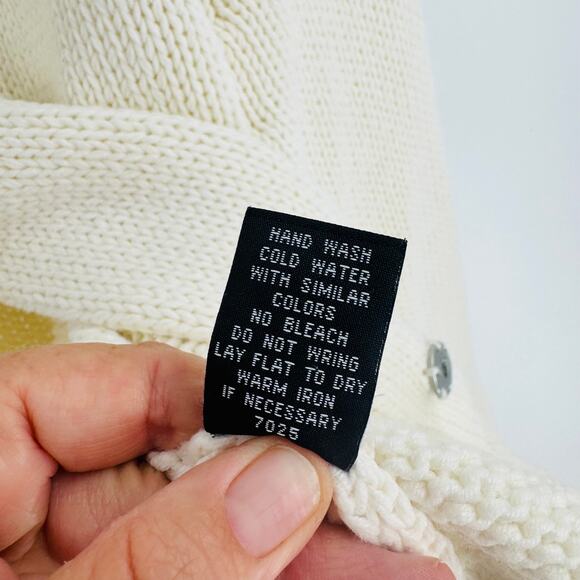 HAND WASH
COLD WATER
WITH SIMILAR
COLORS
NO BLEACH
DO NOT WRING
LAY FLAT TO DRY
WARM IRON
IF NECESSARY
7025